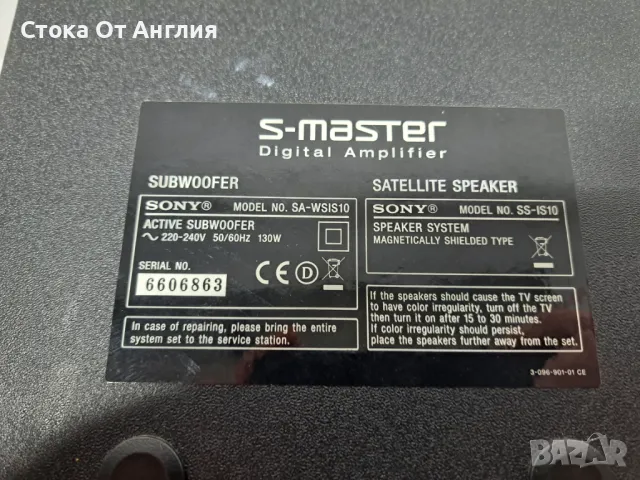 Стока От Англия
S-master
Digital Amplifier
SUBWOOFER
SONY® MODEL NO. SA-WSIS10
ACTIVE SUBWOOFER
~ 220-240V 50/60HZ 130W
SERIAL NO.
6606863
CE D
In case of repairing, please bring the entire
system set to the service station.
SATELLITE SPEAKER
SONY® MODEL NO. SS-IS10
SPEAKER SYSTEM
MAGNETICALLY SHIELDED TYPE
If the speakers should cause the TV screen
to have color irregularity, turn off the TV
then turn it on after 15 to 30 minutes.
If color irregularity should persist,
place the speakers further away from the set.
3-096-901-01 CE
BAZAR.BG